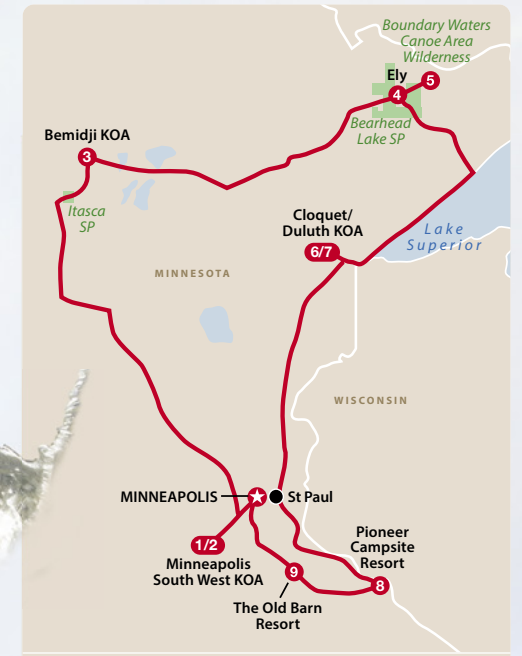 Boundary Waters
Canoe Area
Wilderness
Ely
5
4
Bearhead
Lake SP
Bemidji KOA
3
Itasca
SP
Cloquet/
Duluth KOA
6/7
Lake
Superior
MINNESOTA
WISCONSIN
MINNEAPOLIS
St Paul
1/2
Minneapolis
South West KOA
Pioneer
Campsite
Resort
9
8
The Old Barn
Resort